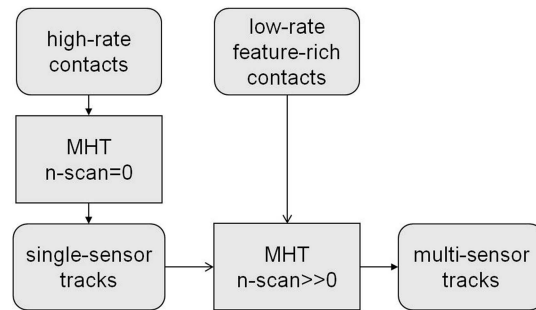 high-rate
contacts
low-rate
feature-rich
contacts
MHT
n-scan=0
single-sensor
tracks
MHT
n-scan>>0
multi-sensor
tracks